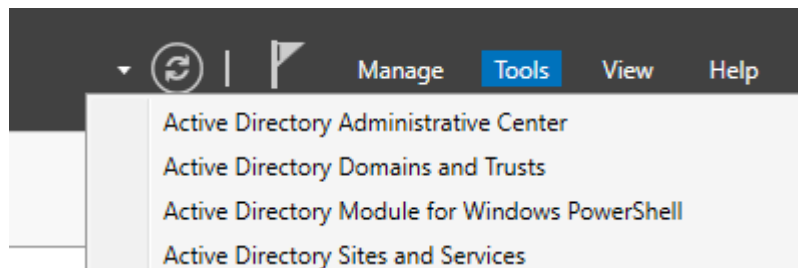 Manage Tools View Help
Active Directory Administrative Center
Active Directory Domains and Trusts
Active Directory Module for Windows PowerShell
Active Directory Sites and Services